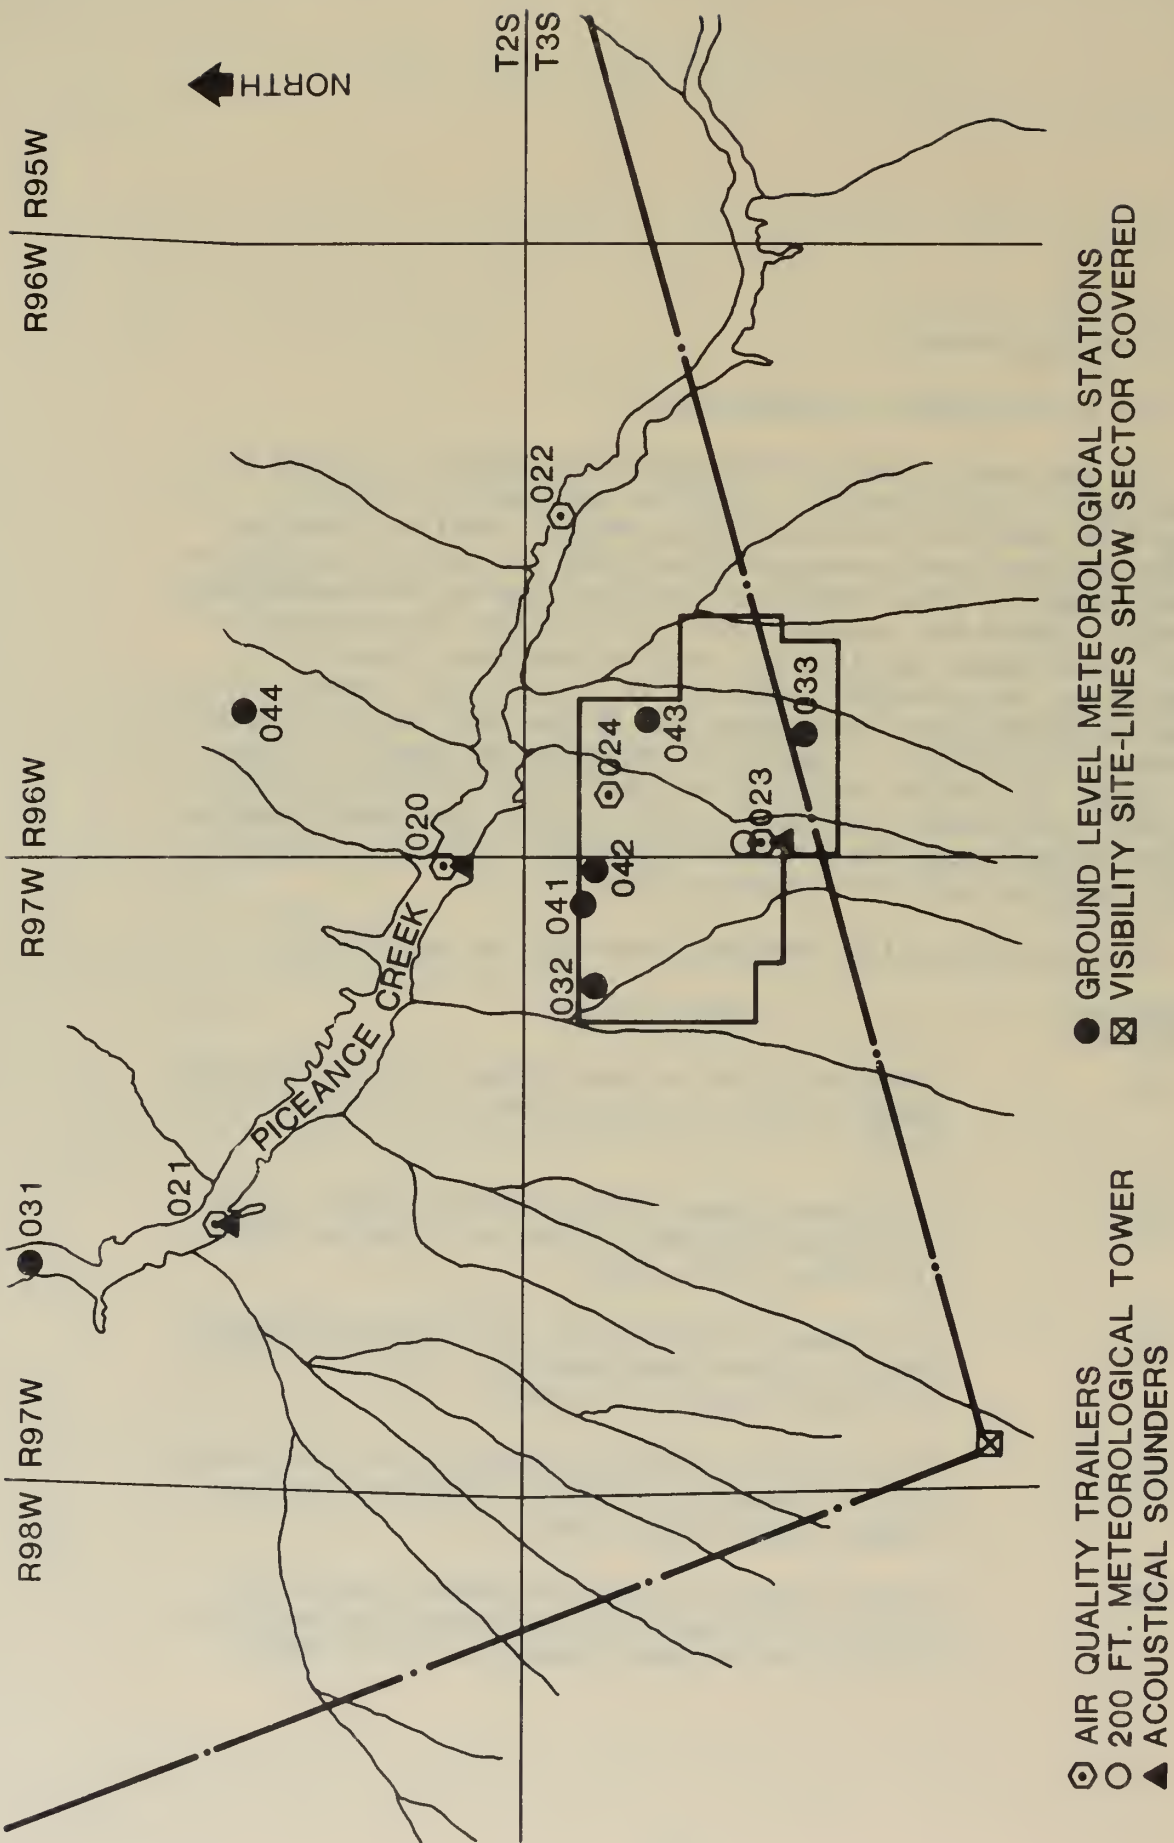 R98W R97W
R97W R96W
R96W R95W
NORTH
T2S
T3S
031
021
PICEANCE CREEK
020
044
022
032
041
042
024
043
023
033
AIR QUALITY TRAILERS
200 FT. METEOROLOGICAL TOWER
ACOUSTICAL SOUNDERS
GROUND LEVEL METEOROLOGICAL STATIONS
VISIBILITY SITE-LINES SHOW SECTOR COVERED